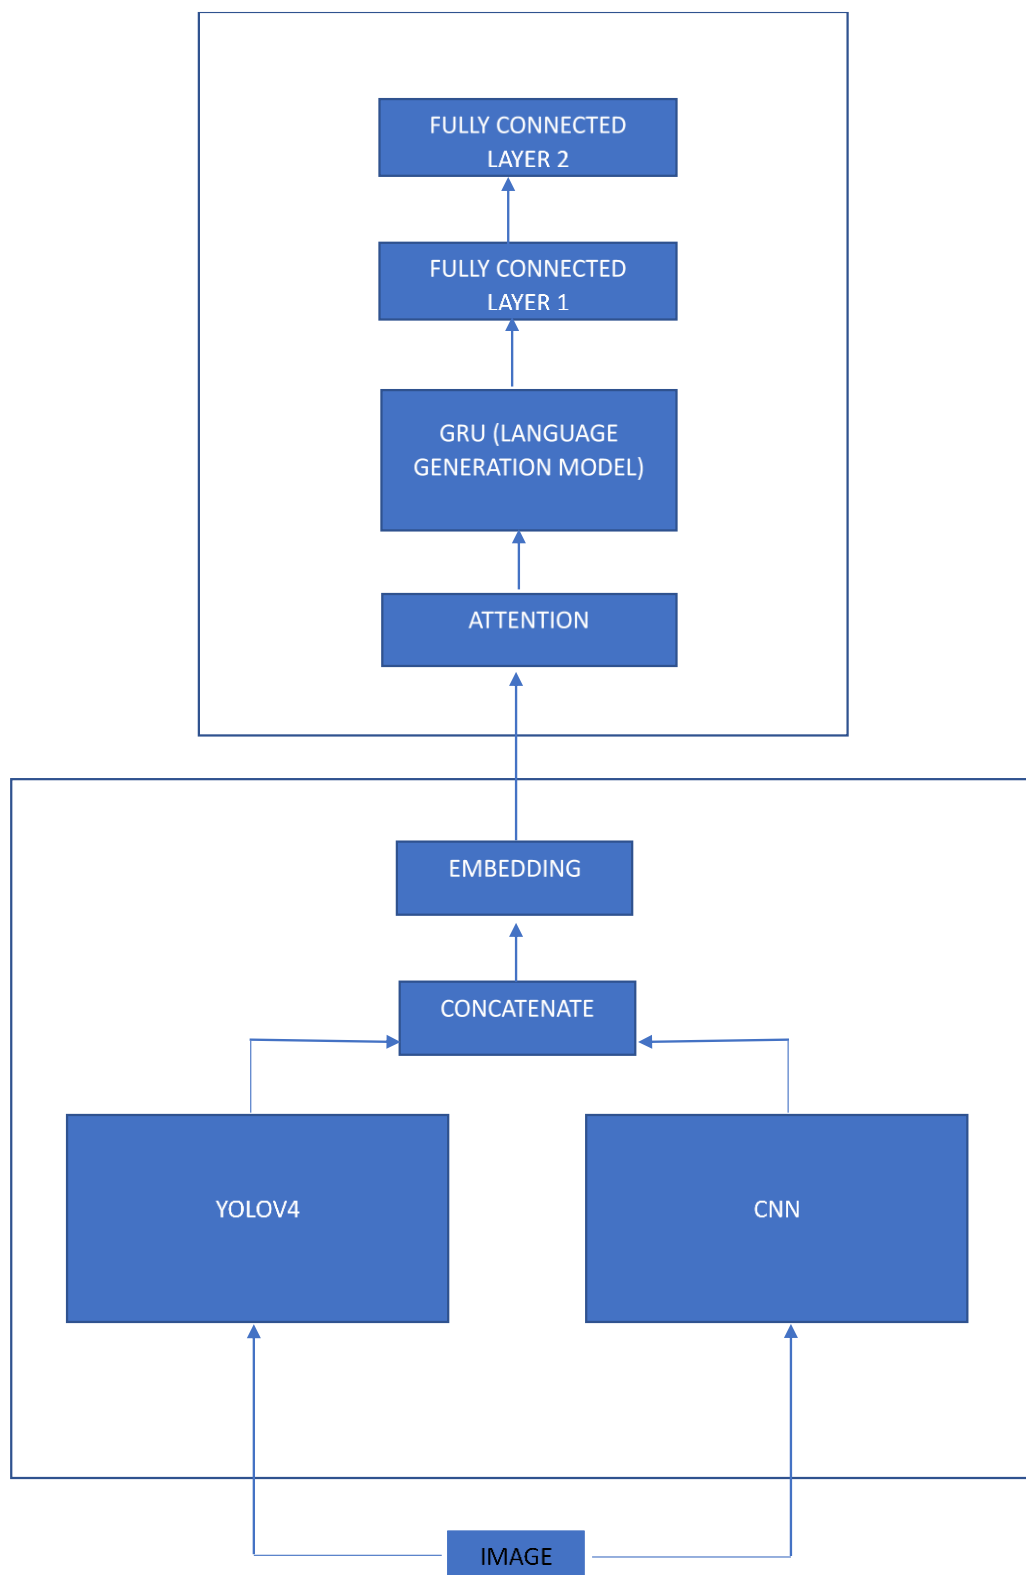 FULLY CONNECTED
LAYER 2
FULLY CONNECTED
LAYER 1
GRU (LANGUAGE
GENERATION MODEL)
ATTENTION
EMBEDDING
CONCATENATE
YOLOV4
CNN
IMAGE